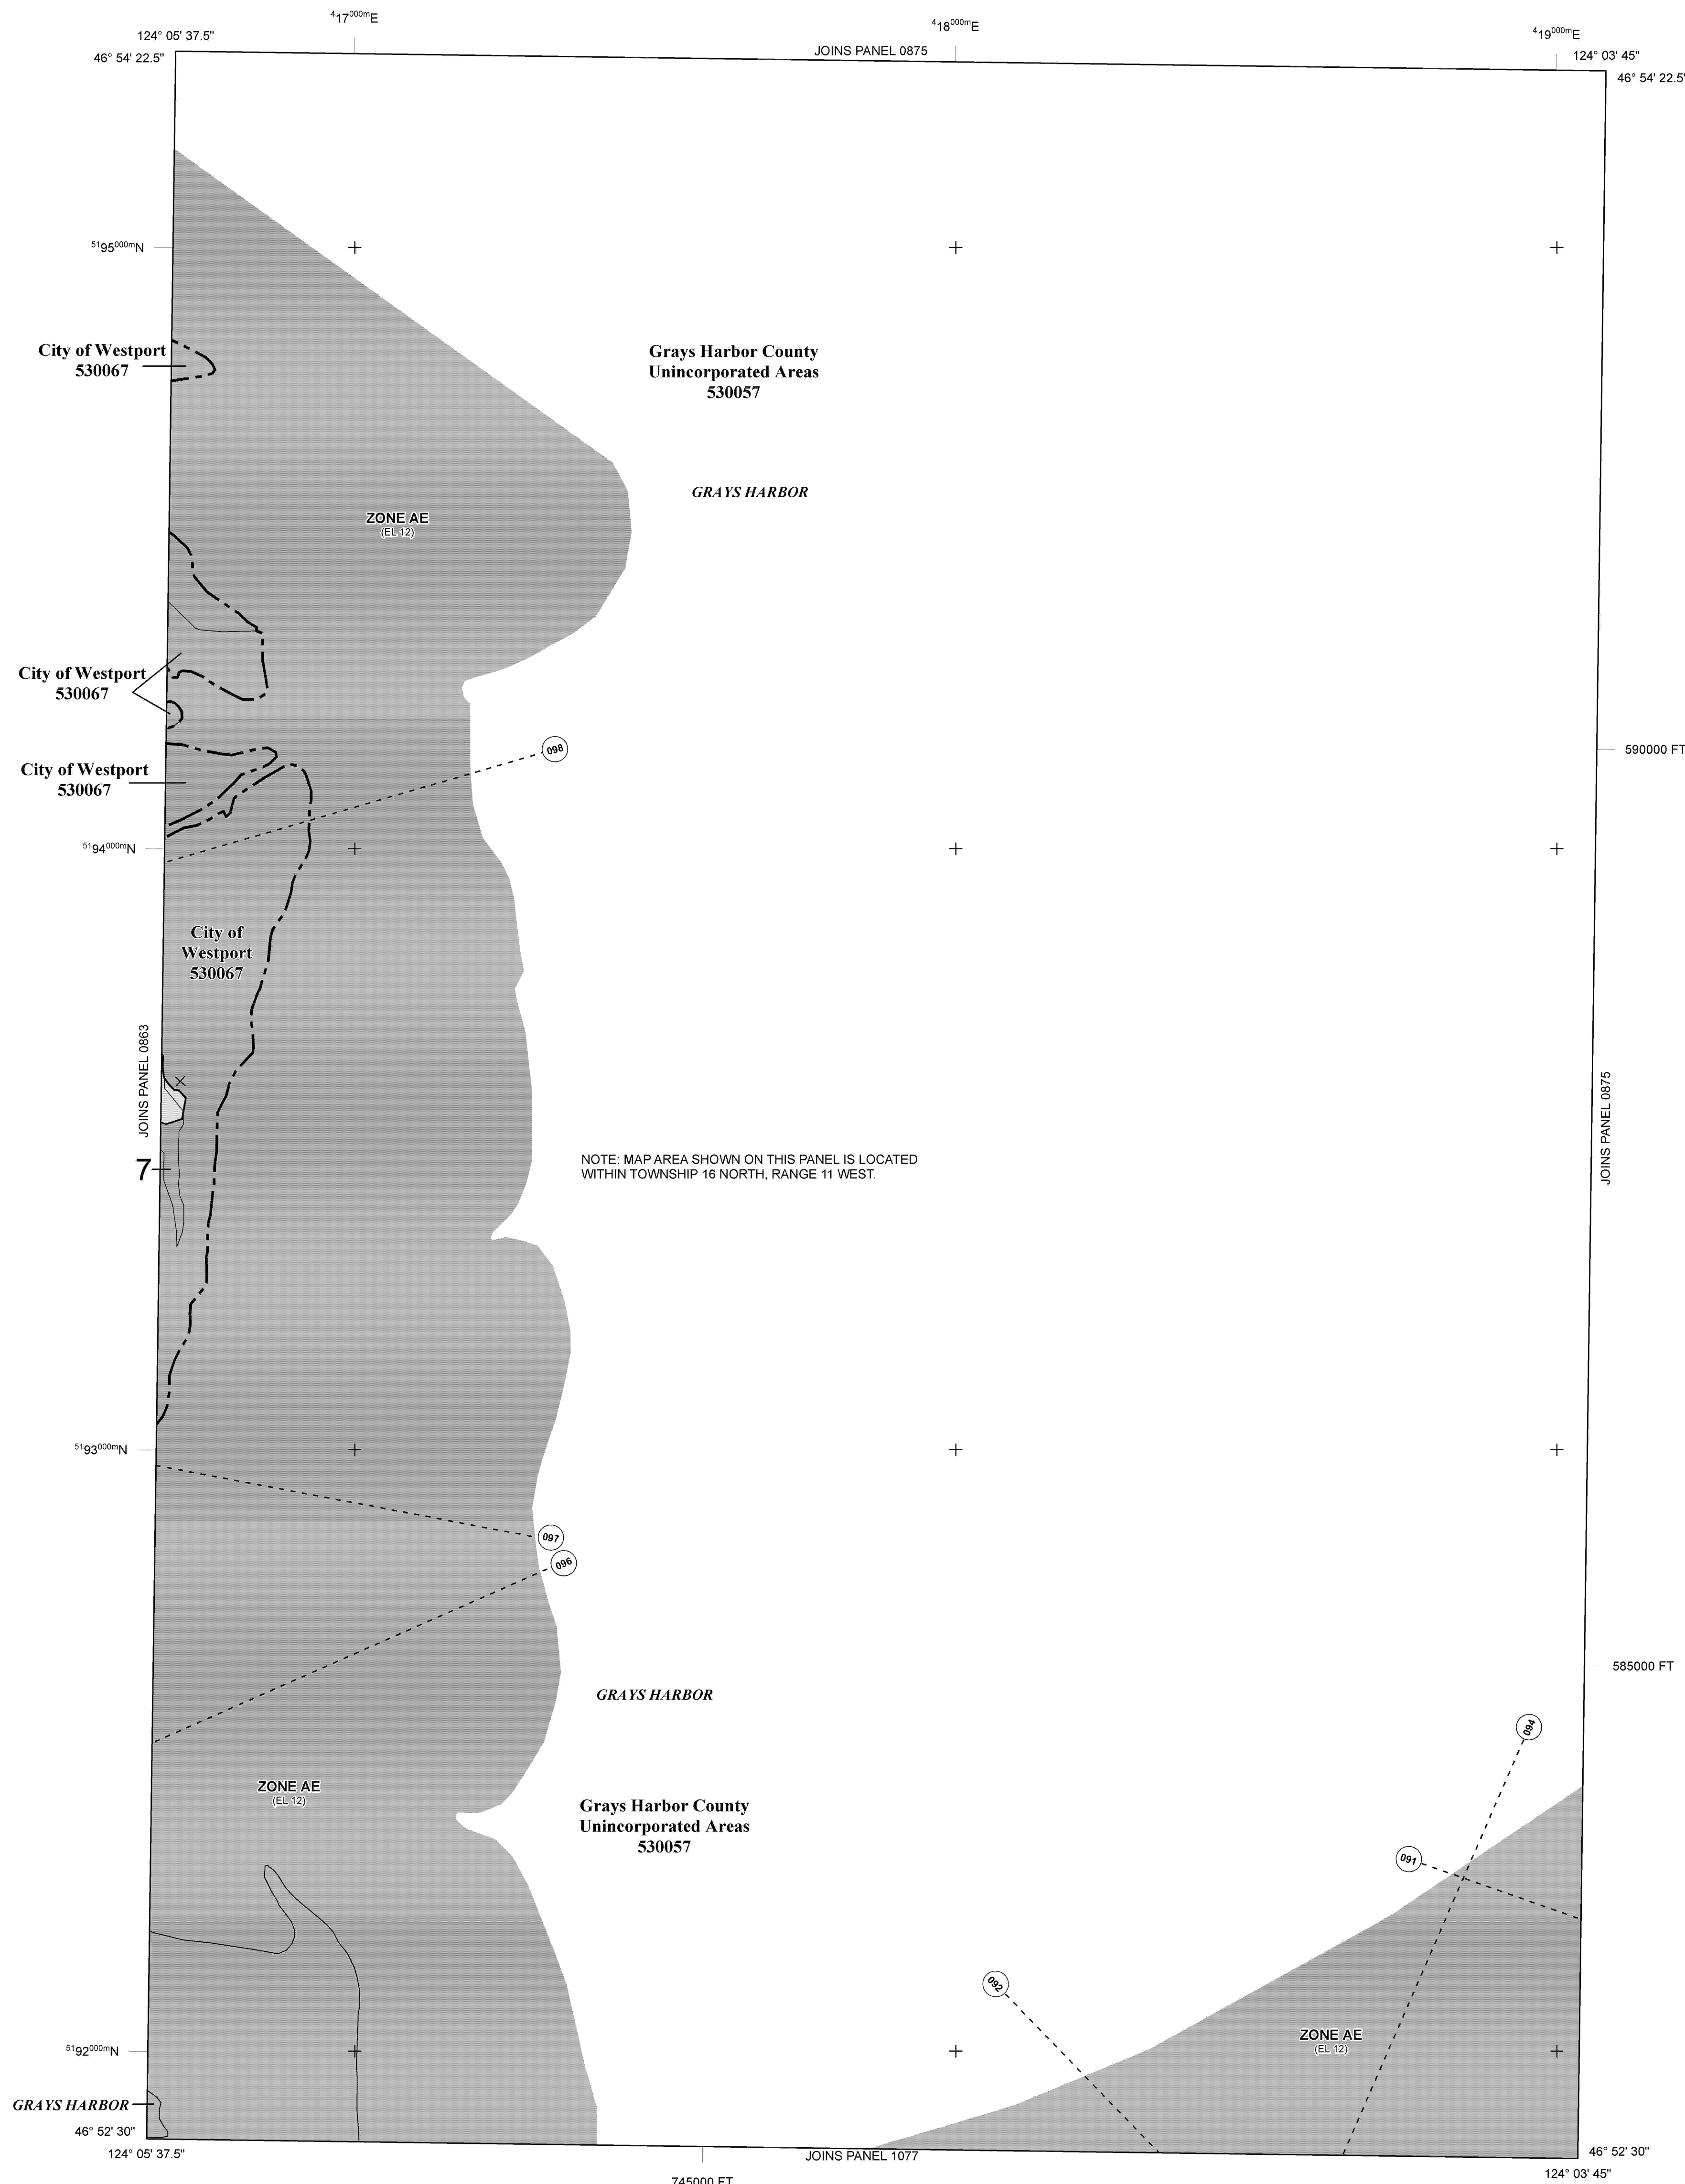 417000mE
418000mE
419000mE
124° 05' 37.5"
124° 03' 45"
46° 54' 22.5"
JOINS PANEL 0875
46° 54' 22.5"
5195000mN
City of Westport
530067
Grays Harbor County
Unincorporated Areas
530057
GRAYS HARBOR
ZONE AE
(EL 12)
City of Westport
530067
098
590000 FT
City of Westport
530067
5194000mN
City of
Westport
530067
JOINS PANEL 0863
JOINS PANEL 0875
7
NOTE: MAP AREA SHOWN ON THIS PANEL IS LOCATED
WITHIN TOWNSHIP 16 NORTH, RANGE 11 WEST.
5193000mN
097
096
585000 FT
GRAYS HARBOR
094
ZONE AE
(EL 12)
Grays Harbor County
Unincorporated Areas
530057
091
092
ZONE AE
(EL 12)
5192000mN
GRAYS HARBOR
46° 52' 30"
124° 05' 37.5"
JOINS PANEL 1077
46° 52' 30"
124° 03' 45"
745000 FT